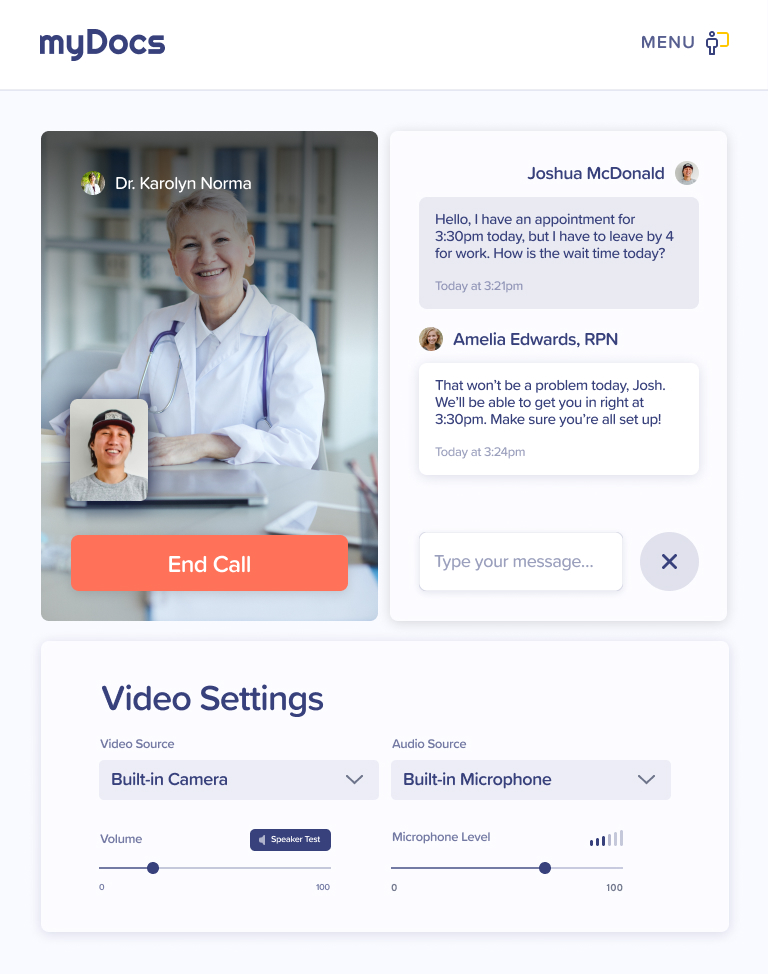 myDocs
MENU
Dr. Karolyn Norma
End Call
Joshua McDonald
Hello, I have an appointment for
3:30pm today, but I have to leave by 4
for work. How is the wait time today?
Today at 3:21pm
Amelia Edwards, RPN
That won’t be a problem today, Josh.
We’ll be able to get you in right at
3:30pm. Make sure you’re all set up!
Today at 3:24pm
Type your message...
Video Settings
Video Source
Built-in Camera
Audio Source
Built-in Microphone
Volume
Speaker Test
0
100
Microphone Level
0
100